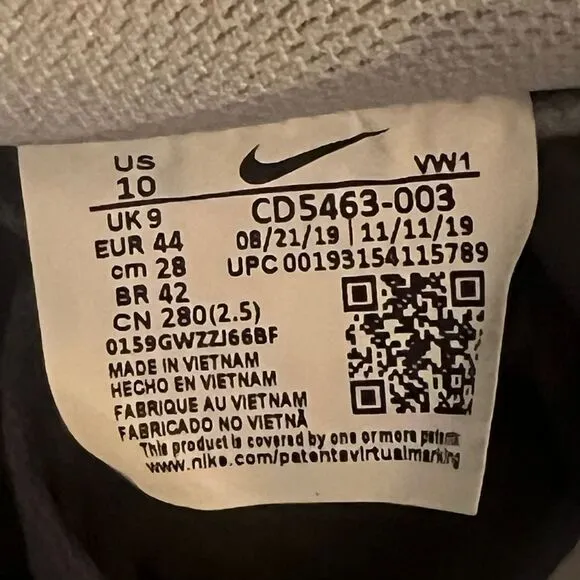 US
10
UK 9
EUR 44
cm 28
BR 42
CN 280(2.5)
0159GWZZJ66BF
MADE IN VIETNAM
HECHO EN VIETNAM
FABRIQUE AU VIETNAM
FABRICADO NO VIETNÃ
VW1
CD5463-003
08/21/19 | 11/11/19
UPC 00193154115789
This product is covered by one or more patents
www.nike.com/patentsvirtualmarking